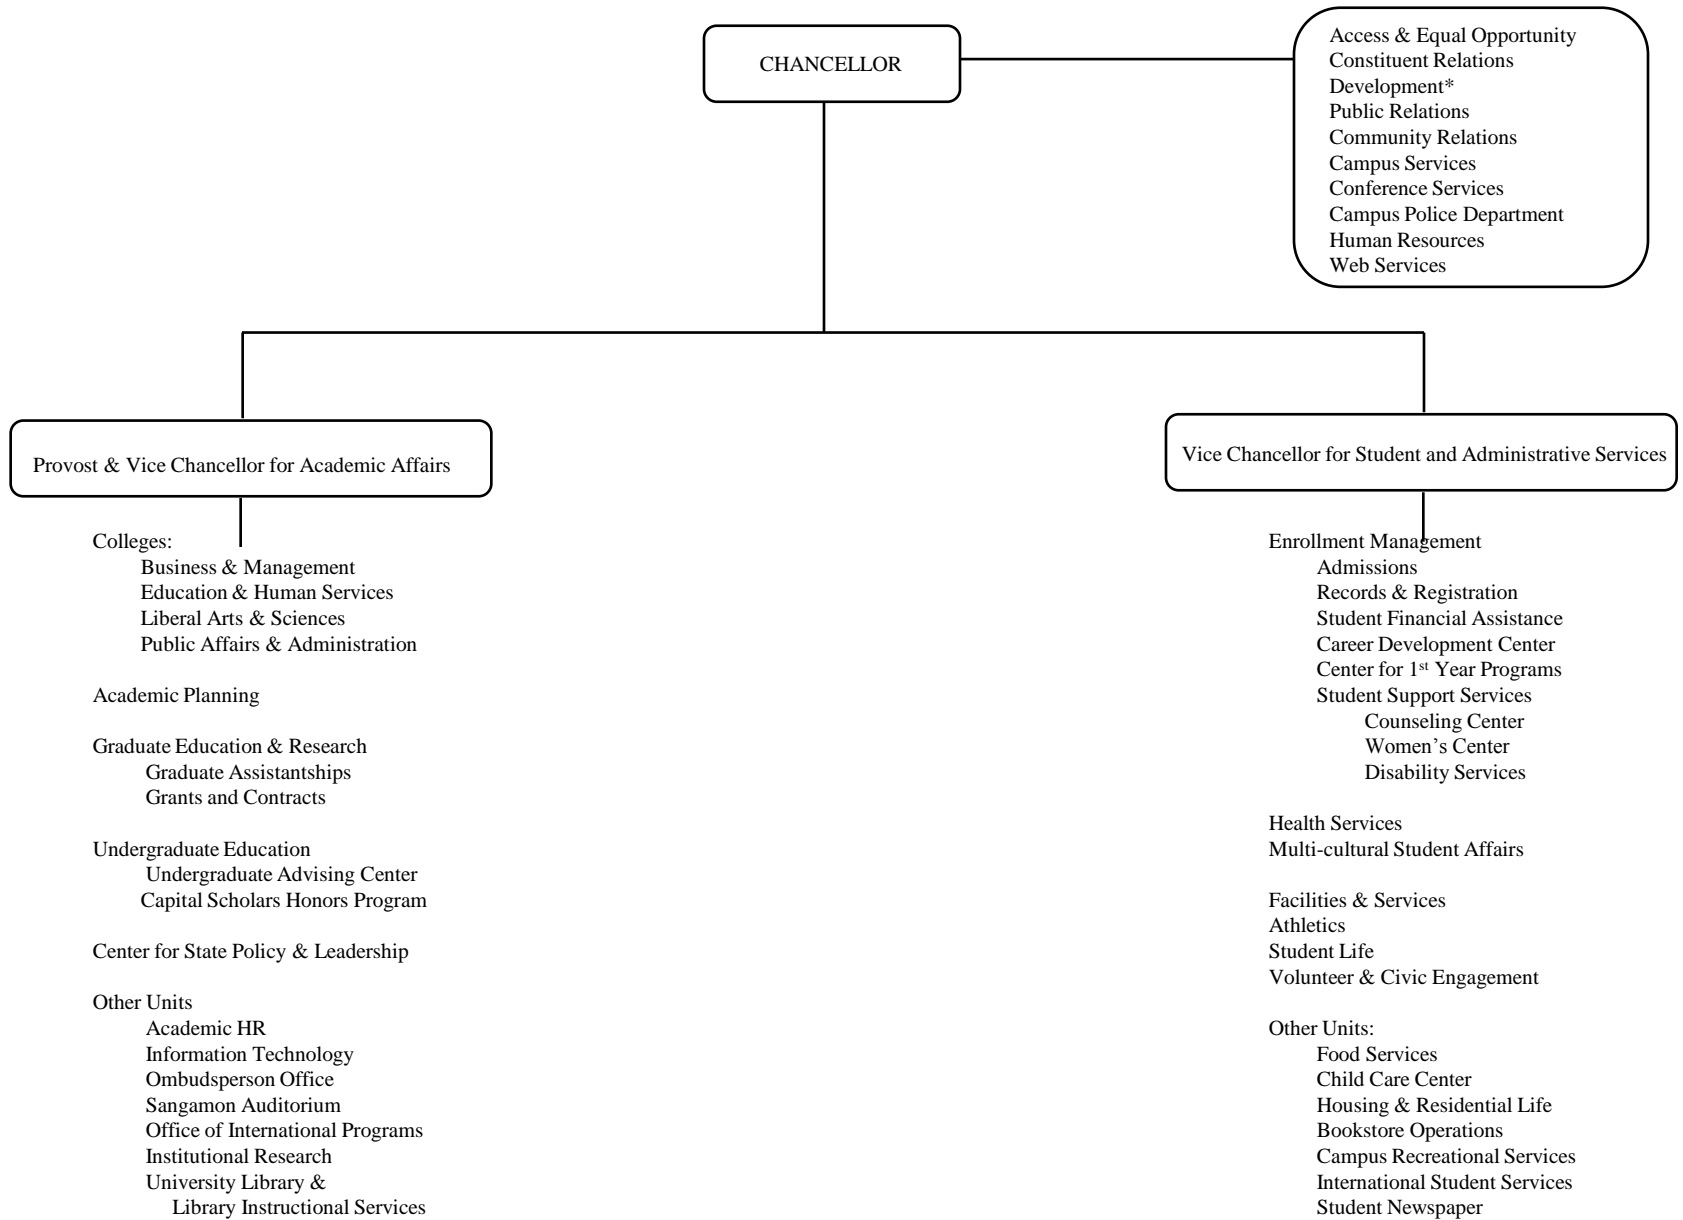 CHANCELLOR
Access & Equal Opportunity
Constituent Relations
Development*
Public Relations
Community Relations
Campus Services
Conference Services
Campus Police Department
Human Resources
Web Services
Provost & Vice Chancellor for Academic Affairs
Colleges:
Business & Management
Education & Human Services
Liberal Arts & Sciences
Public Affairs & Administration
Academic Planning
Graduate Education & Research
Graduate Assistantships
Grants and Contracts
Undergraduate Education
Undergraduate Advising Center
Capital Scholars Honors Program
Center for State Policy & Leadership
Other Units
Academic HR
Information Technology
Ombudsperson Office
Sangamon Auditorium
Office of International Programs
Institutional Research
University Library &
Library Instructional Services
Vice Chancellor for Student and Administrative Services
Enrollment Management
Admissions
Records & Registration
Student Financial Assistance
Career Development Center
Center for 1st Year Programs
Student Support Services
Counseling Center
Women’s Center
Disability Services
Health Services
Multi-cultural Student Affairs
Facilities & Services
Athletics
Student Life
Volunteer & Civic Engagement
Other Units:
Food Services
Child Care Center
Housing & Residential Life
Bookstore Operations
Campus Recreational Services
International Student Services
Student Newspaper